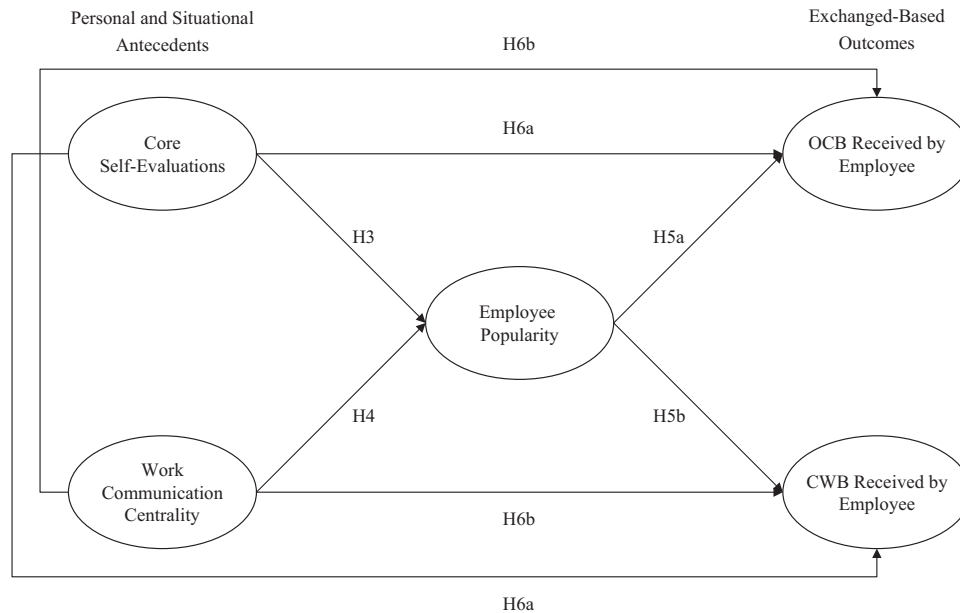 Personal and Situational
Antecedents
Exchanged-Based
Outcomes
H6b
H6a
Core
Self-Evaluations
OCB Received by
Employee
H3
H5a
Employee
Popularity
H4
H5b
Work
Communication
Centrality
CWB Received by
Employee
H6b
H6a